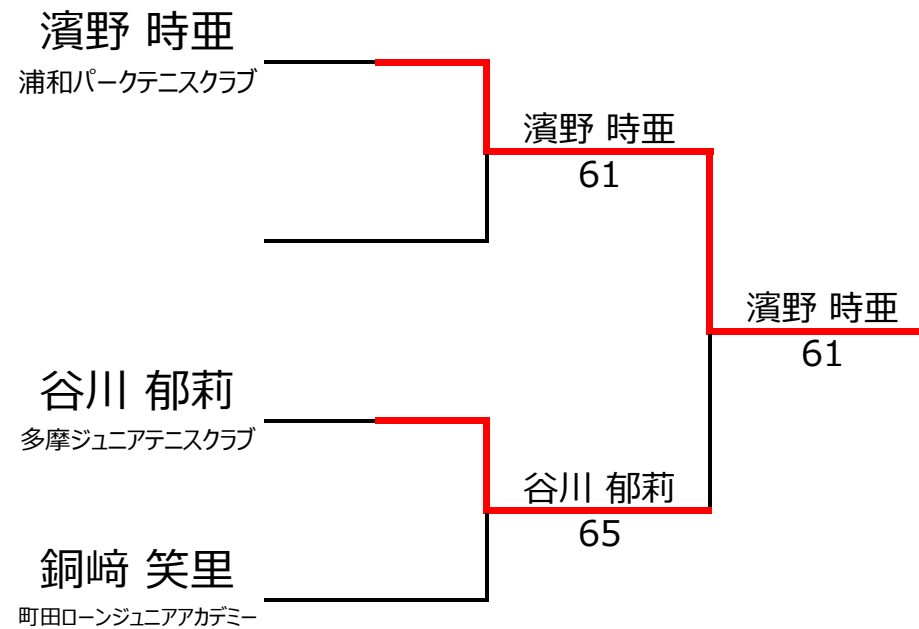 濱野 時亜
浦和パークテニスクラブ
濱野 時亜
61
濱野 時亜
61
谷川 郁莉
多摩ジュニアテニスクラブ
谷川 郁莉
65
銅﨑 笑里
町田ローンジュニアアカデミー